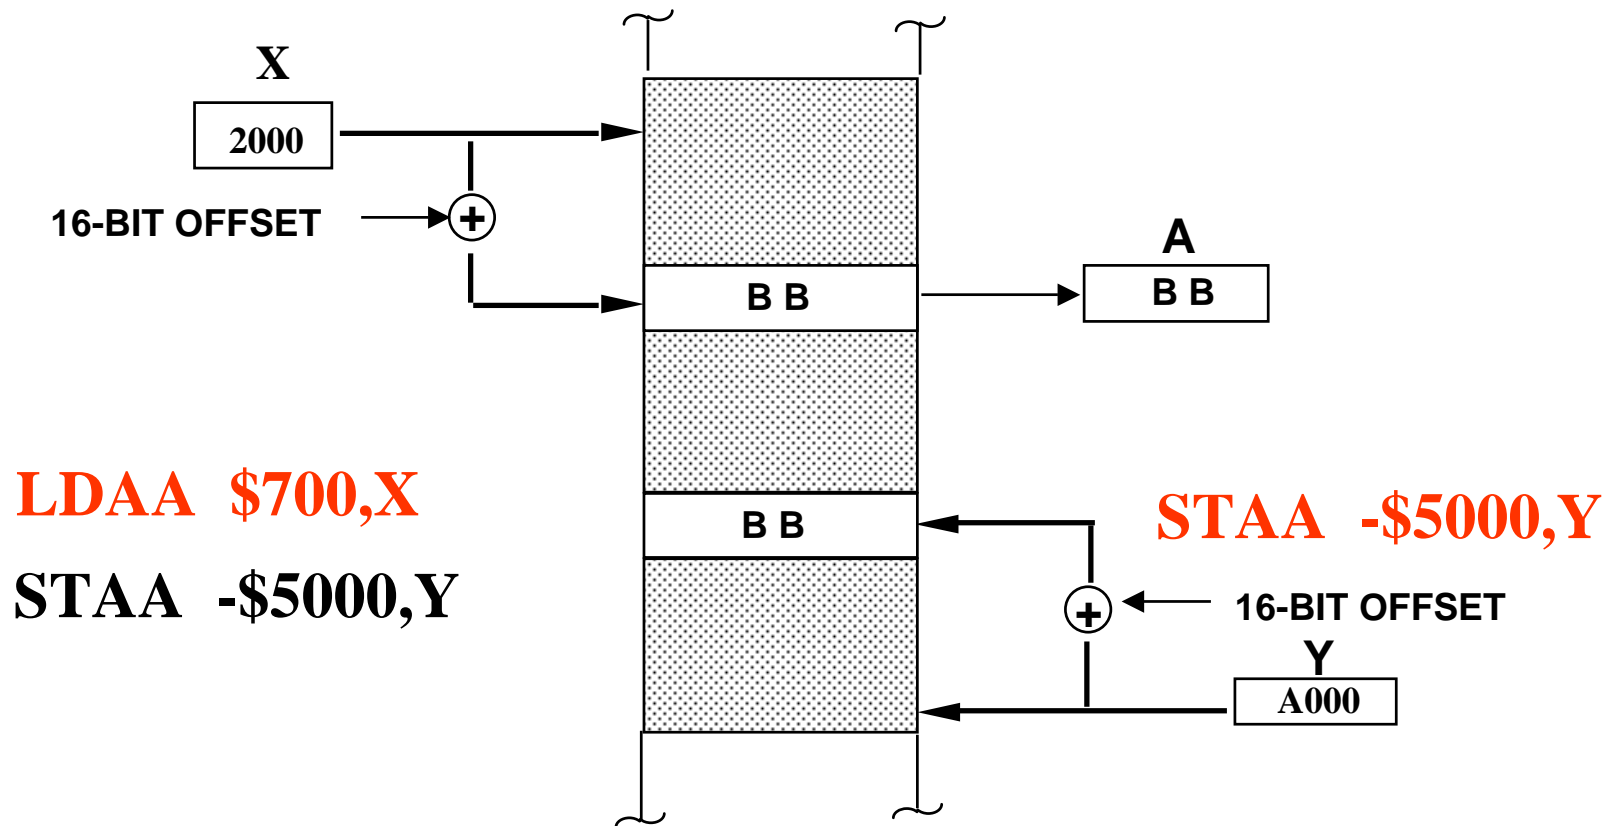 X
2000
16-BIT OFFSET
+
A
B B
B B
LDAA $700,X
STAA -$5000,Y
B B
STAA -$5000,Y
+
16-BIT OFFSET
Y
A000